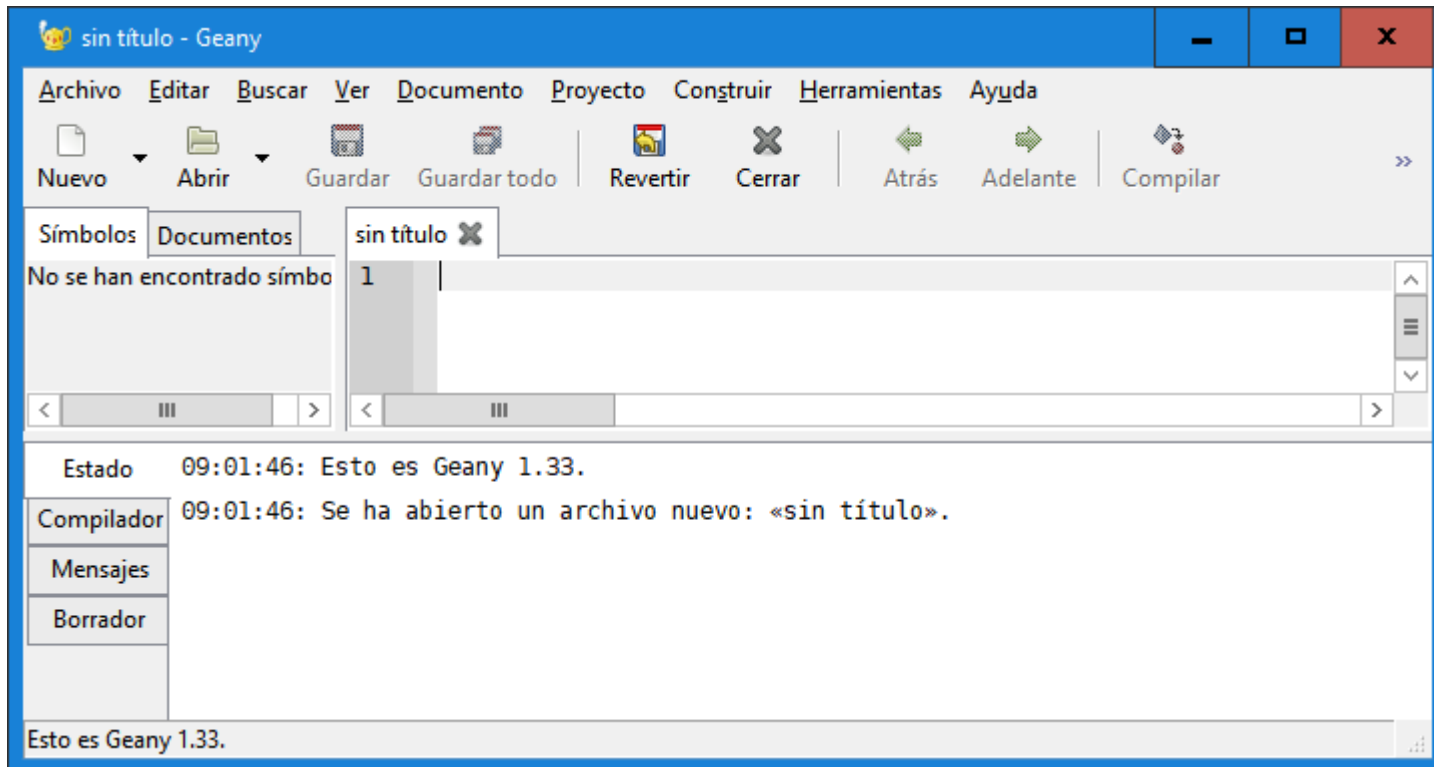 sin título - Geany
Archivo Editar Buscar Ver Documento Proyecto Construir Herramientas Ayuda
Nuevo Abrir Guardar Guardar todo Revertir Cerrar Atrás Adelante Compilar »
Símbolos Documentos sin título
No se han encontrado símbo 1
Estado 09:01:46: Esto es Geany 1.33.
Compilador 09:01:46: Se ha abierto un archivo nuevo: «sin título».
Mensajes
Borrador
Esto es Geany 1.33.